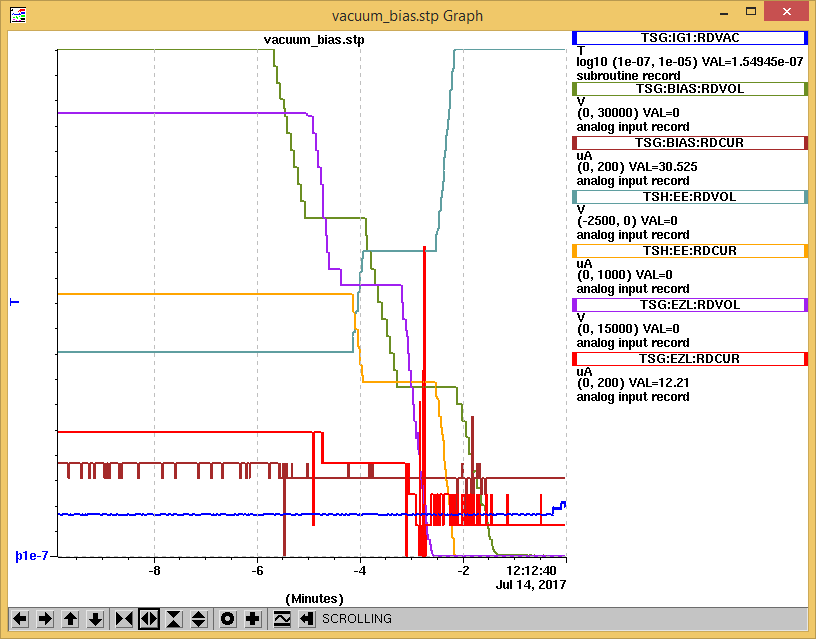 vacuum_bias.stp Graph
vacuum_bias.stp
TSG:IG1:RDVAC
T
log10 (1e-07, 1e-05) VAL=1.54945e-07
subroutine record
TSG:BIAS:RDVOL
V
(0, 30000) VAL=0
analog input record
TSG:BIAS:RDCUR
uA
(0, 200) VAL=30.525
analog input record
TSH:EE:RDVOL
V
(-2500, 0) VAL=0
analog input record
TSH:EE:RDCUR
uA
(0, 1000) VAL=0
analog input record
TSG:EZL:RDVOL
V
(0, 15000) VAL=0
analog input record
TSG:EZL:RDCUR
uA
(0, 200) VAL=12.21
analog input record
T
1e-7
-8 -6 -4 -2 12:12:40
Jul 14, 2017
(Minutes)
SCROLLING